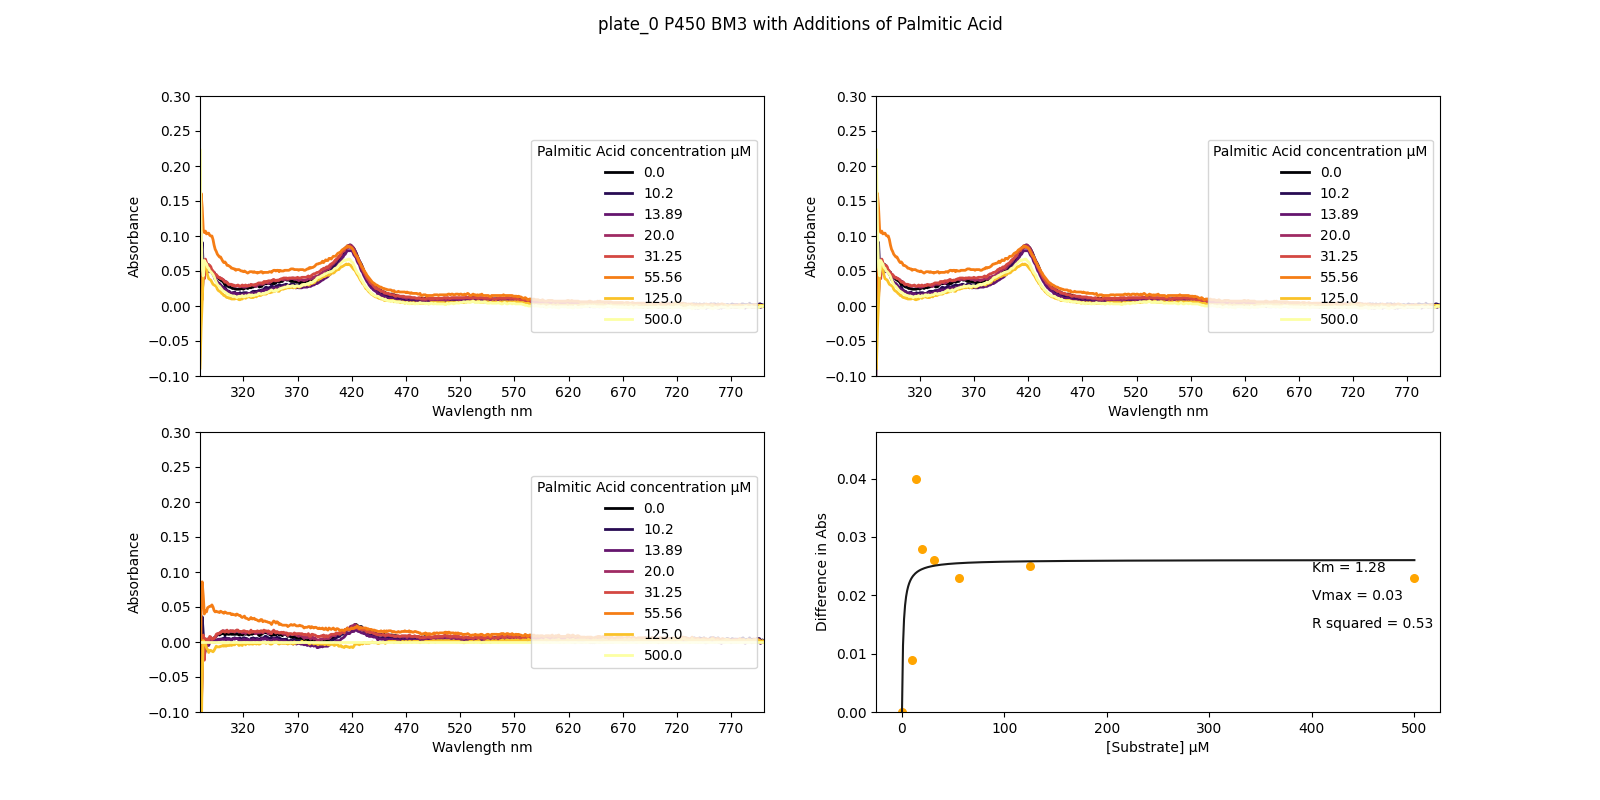 plate_0 P450 BM3 with Additions of Palmitic Acid
0.30
0.25
0.20
0.15
0.10
0.05
0.00
−0.05
−0.10
Absorbance
320 370 420 470 520 570 620 670 720 770
Wavlength nm
Palmitic Acid concentration μM
0.0
10.2
13.89
20.0
31.25
55.56
125.0
500.0
0.30
0.25
0.20
0.15
0.10
0.05
0.00
−0.05
−0.10
Absorbance
320 370 420 470 520 570 620 670 720 770
Wavlength nm
Palmitic Acid concentration μM
0.0
10.2
13.89
20.0
31.25
55.56
125.0
500.0
0.30
0.25
0.20
0.15
0.10
0.05
0.00
−0.05
−0.10
Absorbance
320 370 420 470 520 570 620 670 720 770
Wavlength nm
Palmitic Acid concentration μM
0.0
10.2
13.89
20.0
31.25
55.56
125.0
500.0
0.04
0.03
0.02
0.01
0.00
Difference in Abs
0 100 200 300 400 500
[Substrate] μM
Km = 1.28
Vmax = 0.03
R squared = 0.53